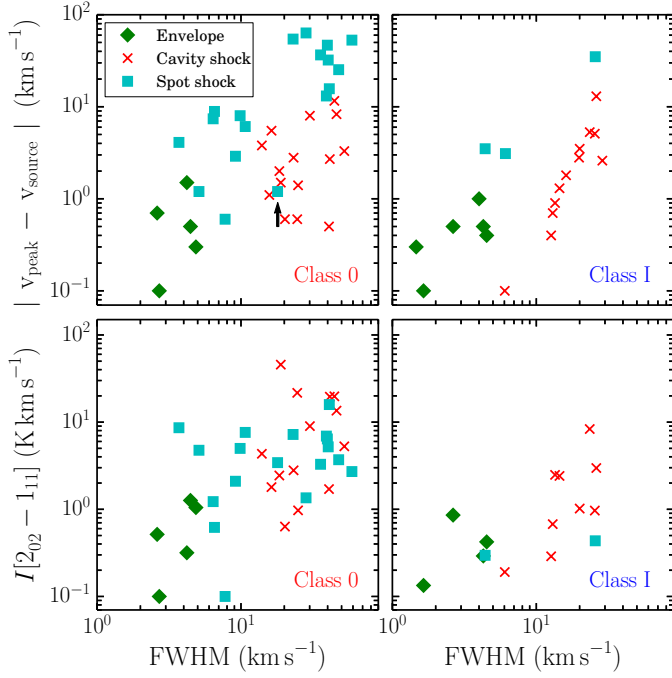 Envelope
Cavity shock
Spot shock
| v_peak − v_source | (km s⁻¹)
10²
10¹
10⁰
10⁻¹
Class 0
Class I
I[2₀₂ − 1₁₁] (K km s⁻¹)
10²
10¹
10⁰
10⁻¹
Class 0
Class I
10⁰
10¹
10⁰
10¹
FWHM (km s⁻¹)
FWHM (km s⁻¹)